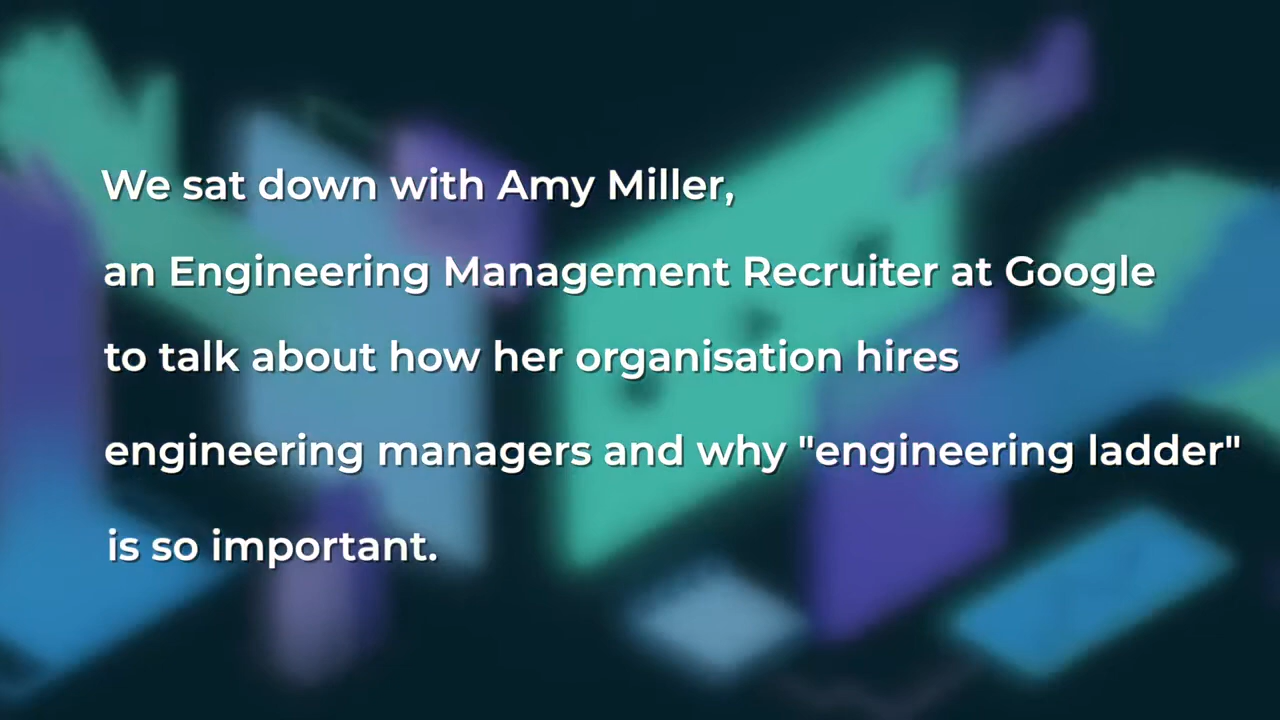 We sat down with Amy Miller,
an Engineering Management Recruiter at Google
to talk about how her organisation hires
engineering managers and why "engineering ladder"
is so important.